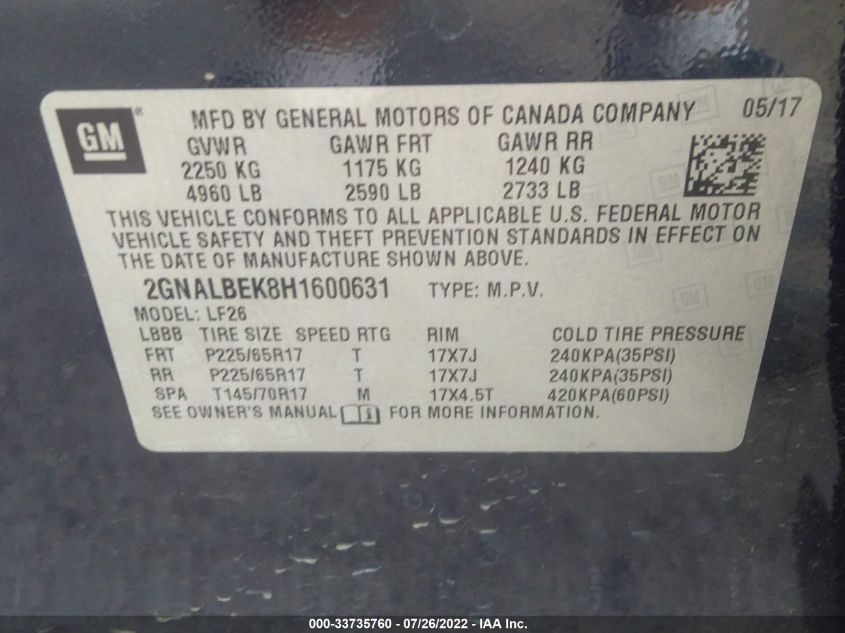 GM®
MFD BY GENERAL MOTORS OF CANADA COMPANY 05/17
GVWR GAWR FRT GAWR RR
2250 KG 1175 KG 1240 KG
4960 LB 2590 LB 2733 LB
THIS VEHICLE CONFORMS TO ALL APPLICABLE U.S. FEDERAL MOTOR
VEHICLE SAFETY AND THEFT PREVENTION STANDARDS IN EFFECT ON
THE DATE OF MANUFACTURE SHOWN ABOVE.
2GNALBEK8H1600631 TYPE: M.P.V.
MODEL: LF26
LBBB TIRE SIZE SPEED RTG RIM COLD TIRE PRESSURE
FRT P225/65R17 T 17X7J 240KPA(35PSI)
RR P225/65R17 T 17X7J 240KPA(35PSI)
SPA T145/70R17 M 17X4.5T 420KPA(60PSI)
SEE OWNER'S MANUAL FOR MORE INFORMATION.
000-33735760 - 07/26/2022 - IAA Inc.